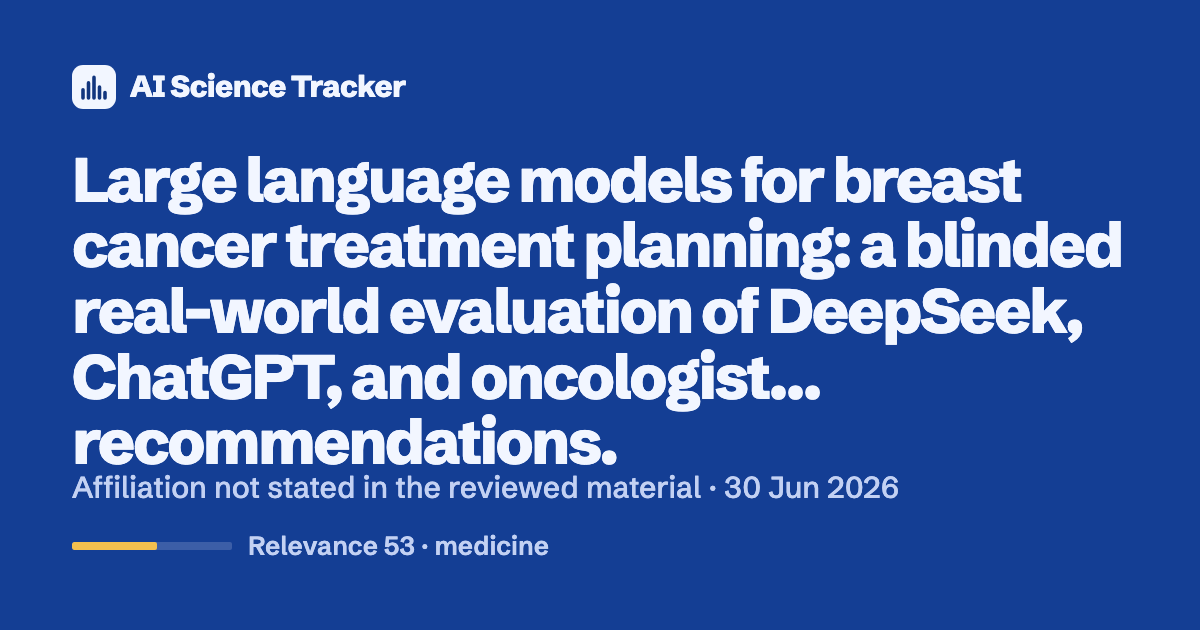 AI Science Tracker
Large language models for breast
cancer treatment planning: a blinded
real-world evaluation of DeepSeek,
ChatGPT, and oncologist...
recommendations.
Affiliation not stated in the reviewed material · 30 Jun 2026
Relevance 53 · medicine